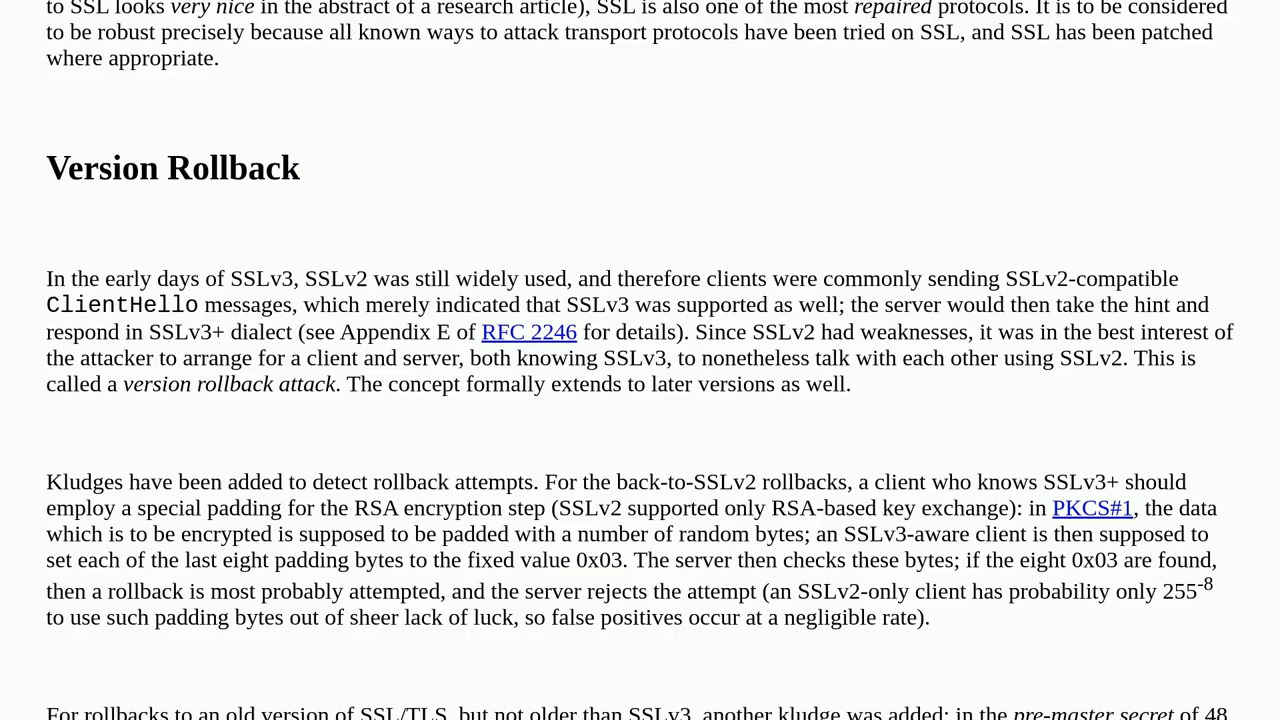 to SSL looks very nice in the abstract of a research article), SSL is also one of the most repaired protocols. It is to be considered
to be robust precisely because all known ways to attack transport protocols have been tried on SSL, and SSL has been patched
where appropriate.
Version Rollback
In the early days of SSLv3, SSLv2 was still widely used, and therefore clients were commonly sending SSLv2-compatible
ClientHello messages, which merely indicated that SSLv3 was supported as well; the server would then take the hint and
respond in SSLv3+ dialect (see Appendix E of RFC 2246 for details). Since SSLv2 had weaknesses, it was in the best interest of
the attacker to arrange for a client and server, both knowing SSLv3, to nonetheless talk with each other using SSLv2. This is
called a version rollback attack. The concept formally extends to later versions as well.
Kludges have been added to detect rollback attempts. For the back-to-SSLv2 rollbacks, a client who knows SSLv3+ should
employ a special padding for the RSA encryption step (SSLv2 supported only RSA-based key exchange): in PKCS#1, the data
which is to be encrypted is supposed to be padded with a number of random bytes; an SSLv3-aware client is then supposed to
set each of the last eight padding bytes to the fixed value 0x03. The server then checks these bytes; if the eight 0x03 are found,
then a rollback is most probably attempted, and the server rejects the attempt (an SSLv2-only client has probability only 255-8
to use such padding bytes out of sheer lack of luck, so false positives occur at a negligible rate).
For rollbacks to an old version of SSL/TLS, but not older than SSLv3, another kludge was added: in the pre-master secret of 48